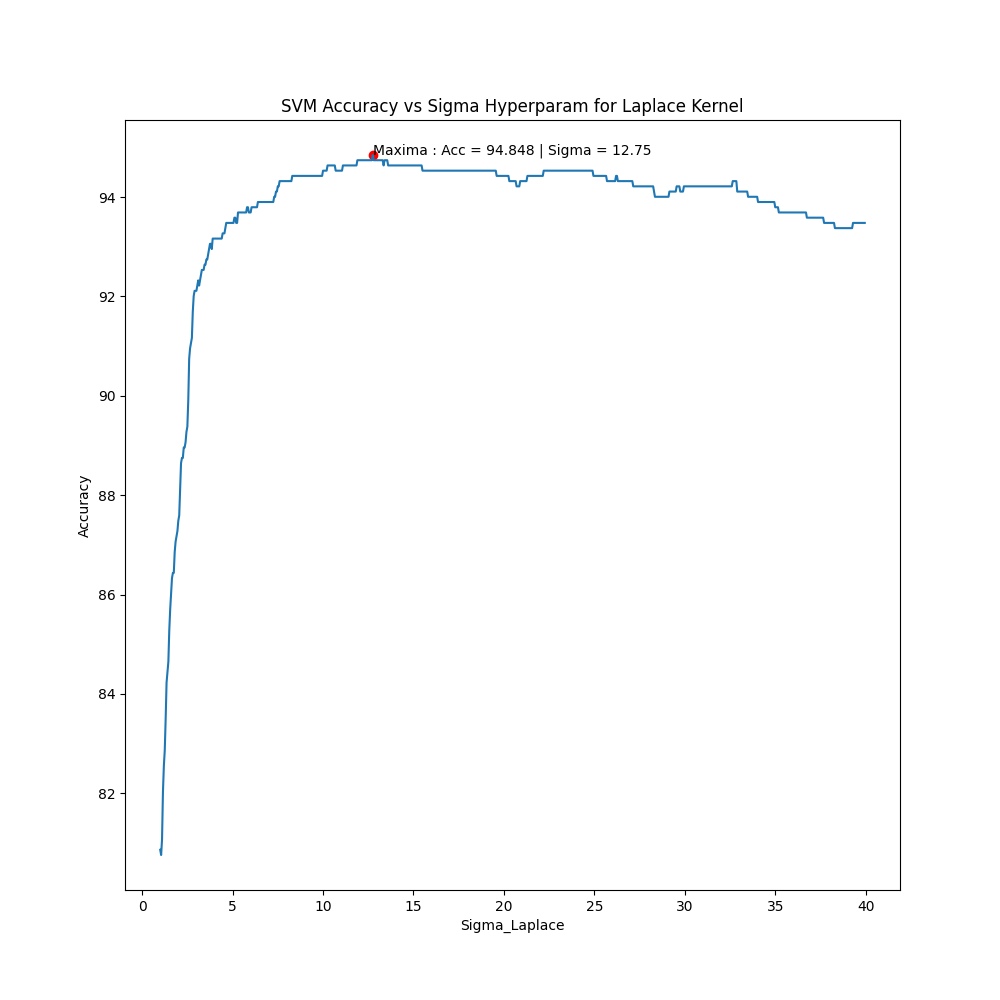 SVM Accuracy vs Sigma Hyperparam for Laplace Kernel
Maxima : Acc = 94.848 | Sigma = 12.75
94
92
90
88
86
84
82
Accuracy
0 5 10 15 20 25 30 35 40
Sigma_Laplace